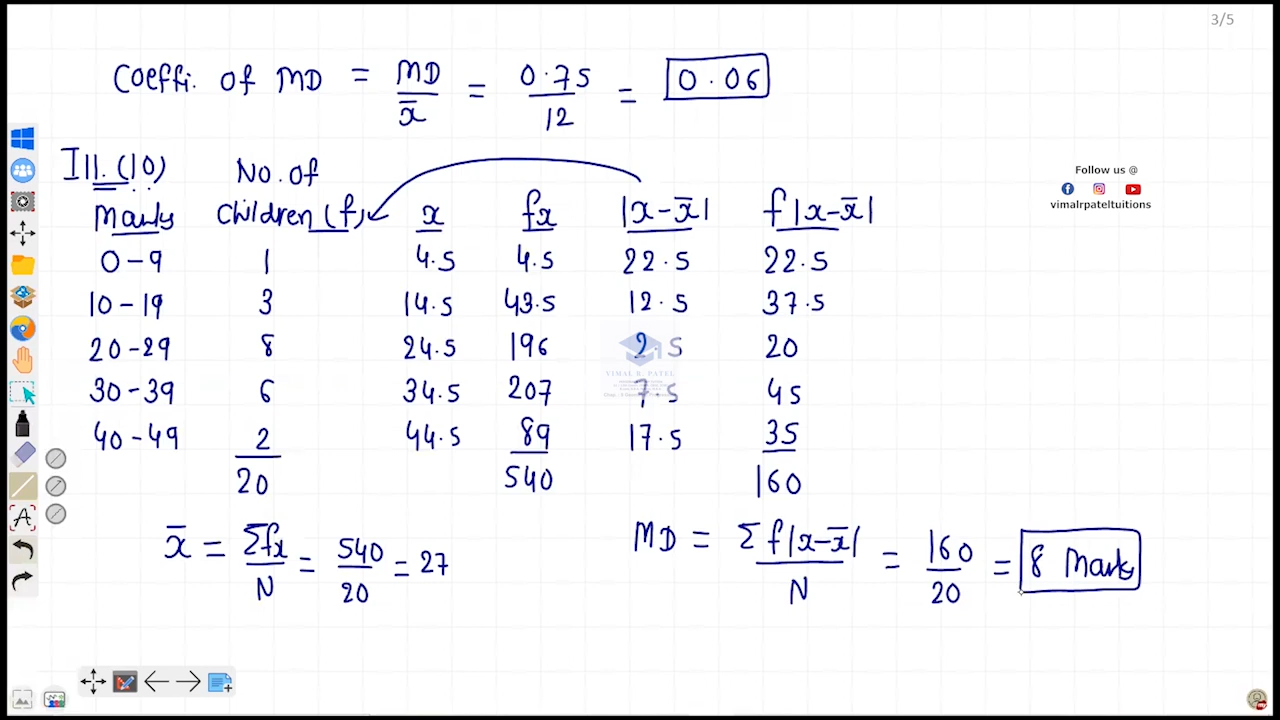 3/5
Coeffi. of MD = MD / x̄ = 0.75 / 12 = 0.06
Follow us @
vimalrpateltuitions
Ill. (10) No. of
Marks Children (f) x fx |x-x̄| f|x-x̄|
0-9 1 4.5 4.5 22.5 22.5
10-19 3 14.5 43.5 12.5 37.5
20-29 8 24.5 196 2.5 20
VIMAL R. PATEL
30-39 6 34.5 207 7.5 45
40-49 2 44.5 89 17.5 35
20 540 160
x̄ = Σfx / N = 540 / 20 = 27
MD = Σf|x-x̄| / N = 160 / 20 = 8 Marks